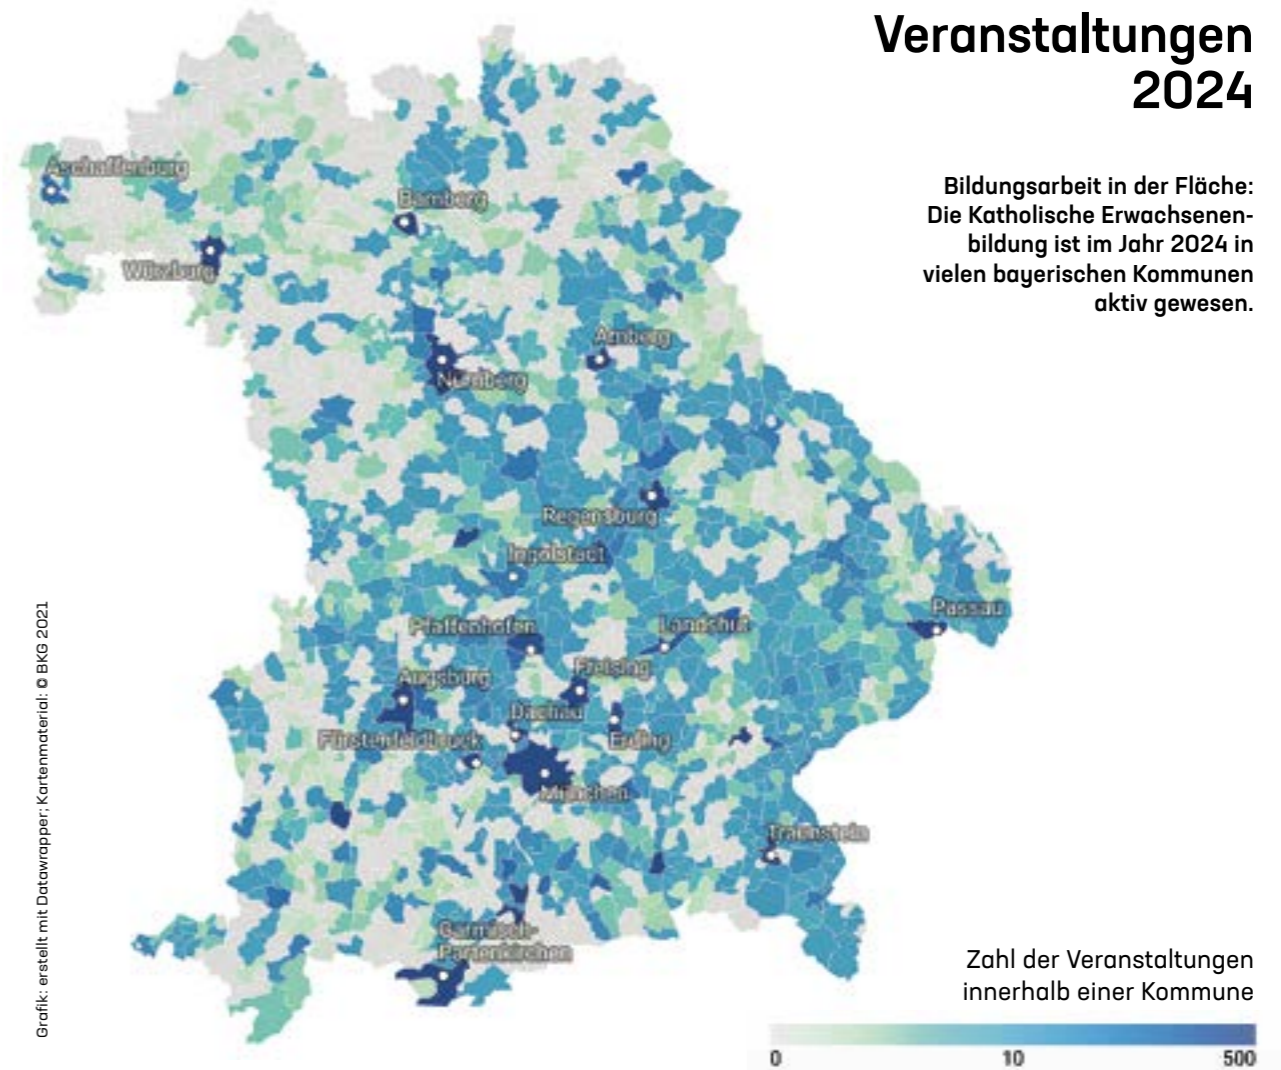 Veranstaltungen
2024
Bildungsarbeit in der Fläche:
Die Katholische Erwachsenen-
bildung ist im Jahr 2024 in
vielen bayerischen Kommunen
aktiv gewesen.
Aschaffenburg
Bamberg
Würzburg
Amberg
Nürnberg
Regensburg
Ingolstadt
Passau
Pfaffenhofen
Landshut
Freising
Augsburg
Dachau
Fürstenfeldbruck
Erding
München
Traunstein
Garmisch-
Partenkirchen
Zahl der Veranstaltungen
innerhalb einer Kommune
0 10 500
Grafik: erstellt mit Datawrapper; Kartenmaterial: © BKG 2021